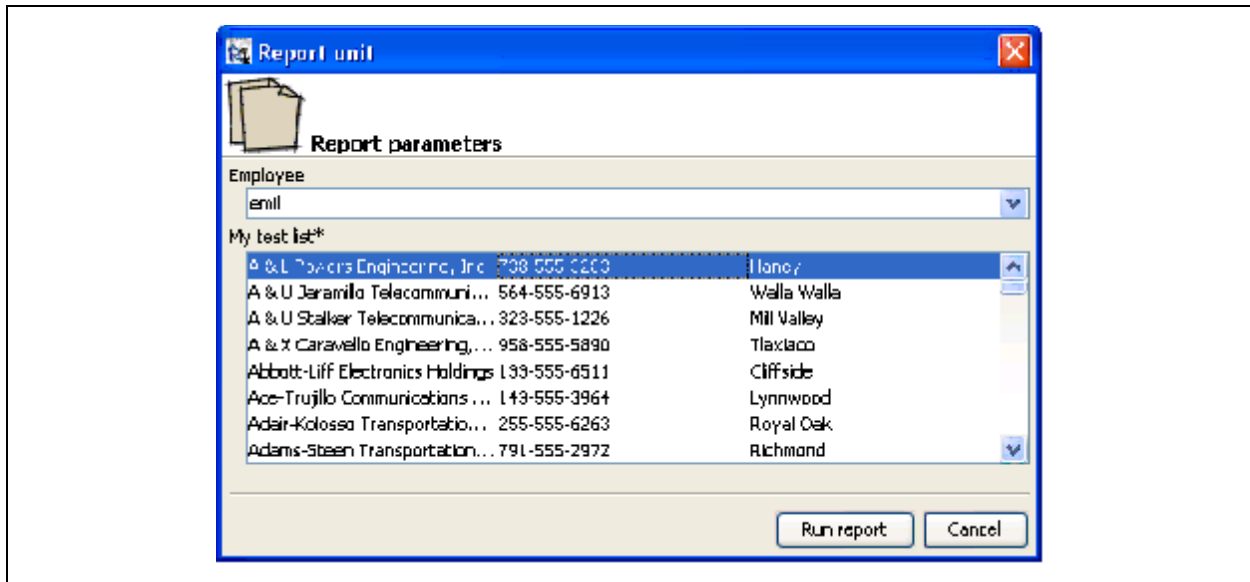 Report unit
Report parameters
Employee
emil
My test list*
A & L Powers Engineering, Inc 738-555-3283 Haney
A & U Jaramillo Telecommuni... 564-555-6913 Walla Walla
A & U Stalker Telecommunica... 323-555-1226 Mill Valley
A & X Caravello Engineering,... 958-555-5890 Tlaxiaco
Abbott-Liff Electronics Holdings 199-555-6511 Cliffside
Ace-Trujillo Communications ... 149-555-3964 Lynnwood
Adair-Kolosso Transportatio... 255-555-6263 Royal Oak
Adams-Steen Transportation... 791-555-2972 Richmond
Run report Cancel